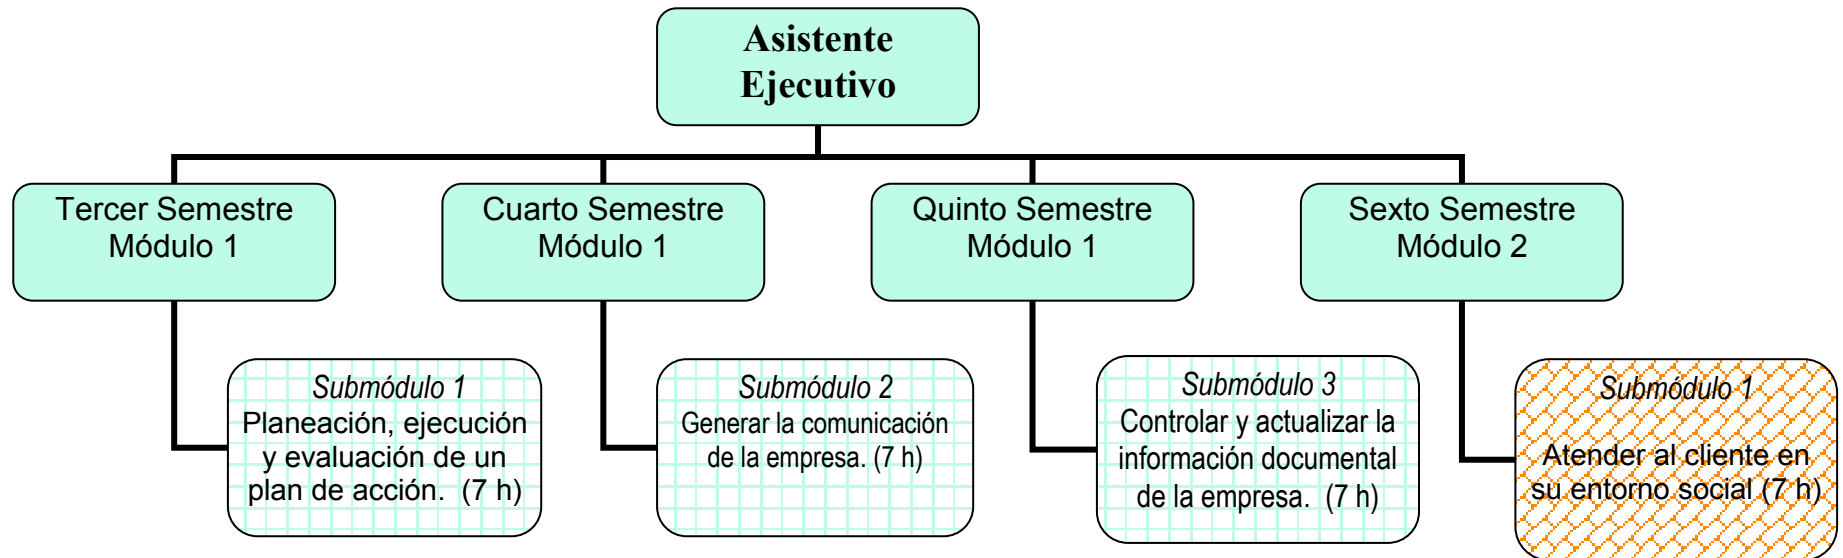 Asistente
Ejecutivo
Tercer Semestre
Módulo 1
Cuarto Semestre
Módulo 1
Quinto Semestre
Módulo 1
Sexto Semestre
Módulo 2
Submódulo 1
Planeación, ejecución
y evaluación de un
plan de acción. (7 h)
Submódulo 2
Generar la comunicación
de la empresa. (7 h)
Submódulo 3
Controlar y actualizar la
información documental
de la empresa. (7 h)
Submódulo 1
Atender al cliente en
su entorno social (7 h)